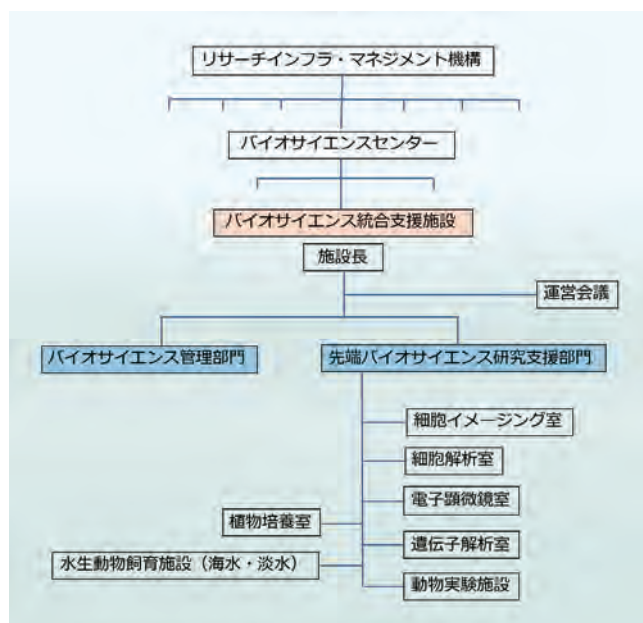 リサーチインフラ・マネジメント機構
バイオサイエンスセンター
バイオサイエンス統合支援施設
施設長
運営会議
バイオサイエンス管理部門
先端バイオサイエンス研究支援部門
細胞イメージング室
細胞解析室
電子顕微鏡室
植物培養室
遺伝子解析室
水生動物飼育施設（海水・淡水）
動物実験施設